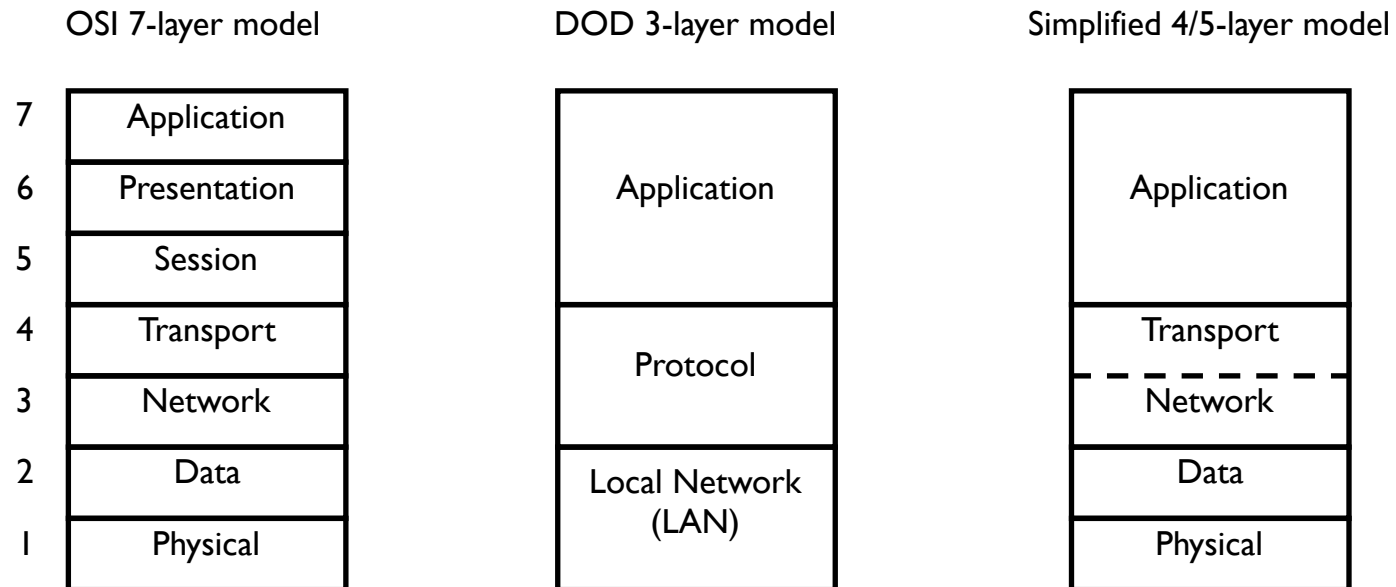 OSI 7-layer model
7 Application
6 Presentation
5 Session
4 Transport
3 Network
2 Data
1 Physical
DOD 3-layer model
Application
Protocol
Local Network
(LAN)
Simplified 4/5-layer model
Application
Transport
Network
Data
Physical